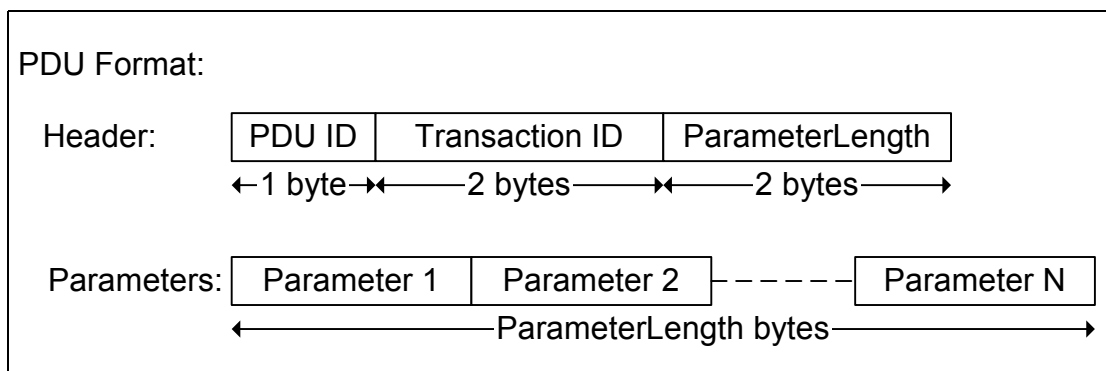 PDU Format:
Header: PDU ID Transaction ID ParameterLength
1 byte 2 bytes 2 bytes
Parameters: Parameter 1 Parameter 2 Parameter N
ParameterLength bytes